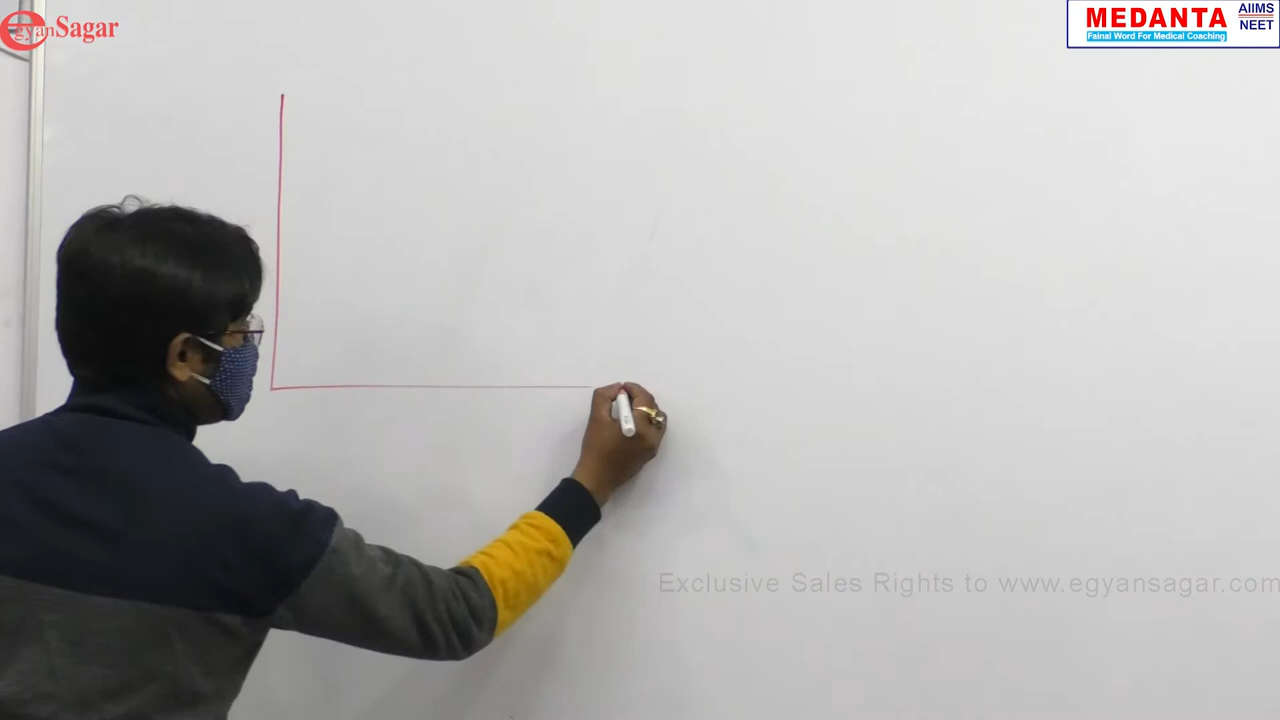 egyanSagar
MEDANTA
Fainal Word For Medical Coaching
AIIMS
NEET
Exclusive Sales Rights to www.egyansagar.com